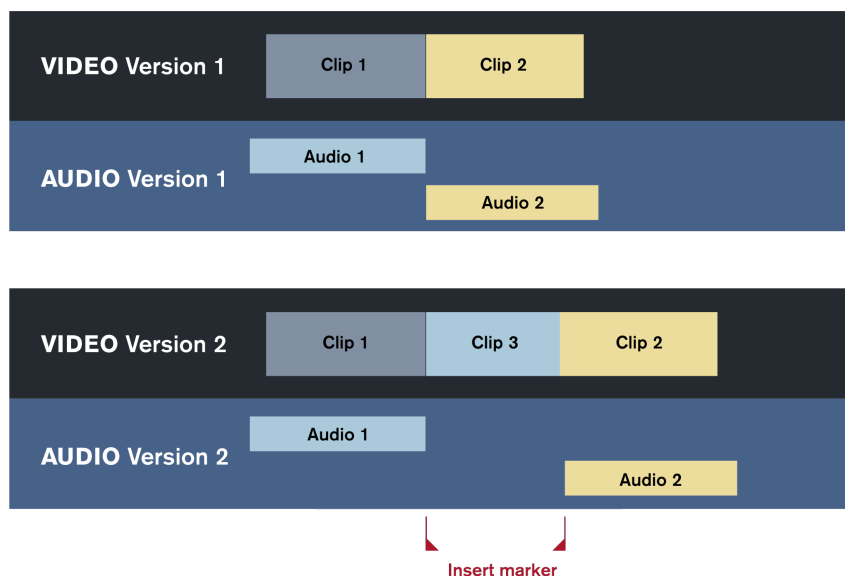 VIDEO Version 1
Clip 1
Clip 2
AUDIO Version 1
Audio 1
Audio 2
VIDEO Version 2
Clip 1
Clip 3
Clip 2
AUDIO Version 2
Audio 1
Audio 2
Insert marker